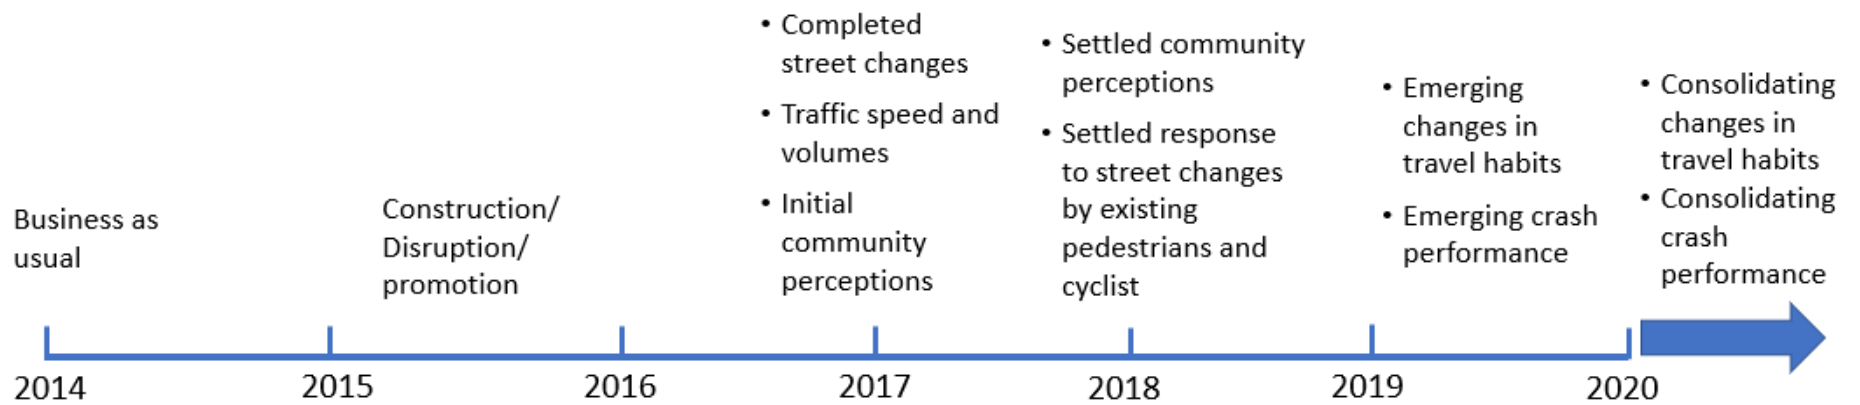 Business as
usual
Construction/
Disruption/
promotion
• Completed
street changes
• Traffic speed and
volumes
• Initial
community
perceptions
• Settled community
perceptions
• Settled response
to street changes
by existing
pedestrians and
cyclist
• Emerging
changes in
travel habits
• Emerging crash
performance
• Consolidating
changes in
travel habits
• Consolidating
crash
performance
2014
2015
2016
2017
2018
2019
2020